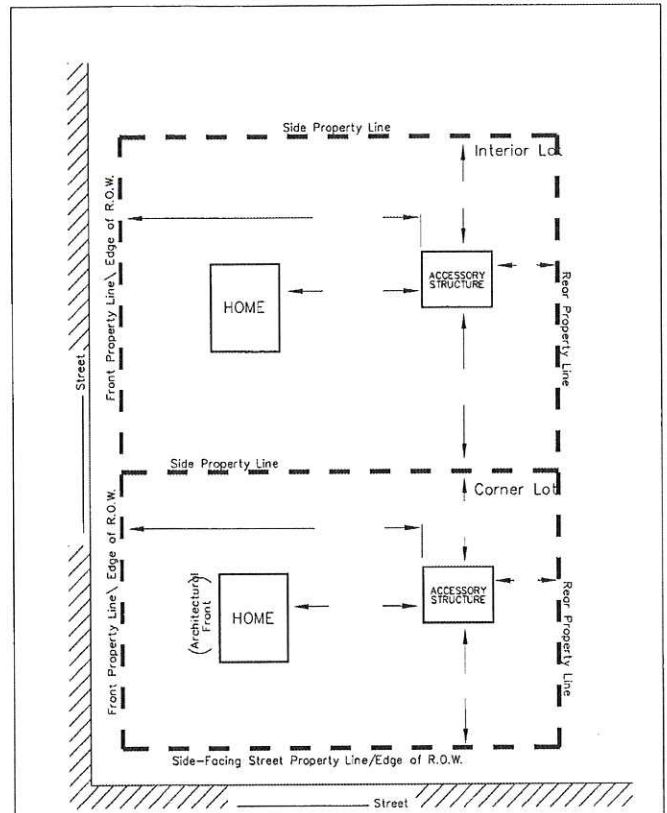 Side Property Line
Interior Lot
Front Property Line\ Edge of R.O.W.
HOME
ACCESSORY
STRUCTURE
Rear Property Line
Street
Side Property Line
Corner Lot
Front Property Line\ Edge of R.O.W.
(Architectural
Front)
HOME
ACCESSORY
STRUCTURE
Rear Property Line
Side-Facing Street Property Line/Edge of R.O.W.
Street